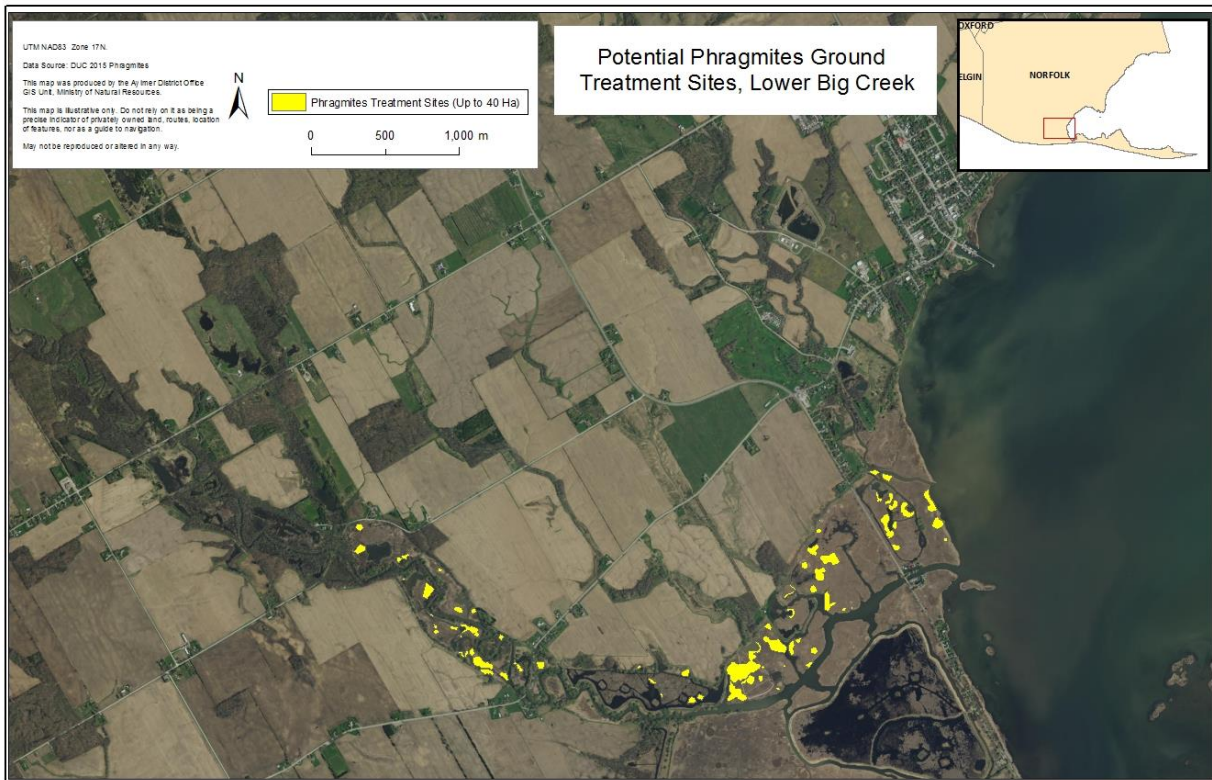 UTM NAD83 Zone 17N.
Data Source: DUC 2015 Phragmites
This map was produced by the Aylmer District Office
GIS Unit, Ministry of Natural Resources.
This map is illustrative only. Do not rely on it as being a
precise indicator of privately owned land, routes, location
of features, nor as a guide to navigation.
May not be reproduced or altered in any way.
N
Phragmites Treatment Sites (Up to 40 Ha)
0 500 1,000 m
Potential Phragmites Ground
Treatment Sites, Lower Big Creek
OXFORD
ELGIN
NORFOLK